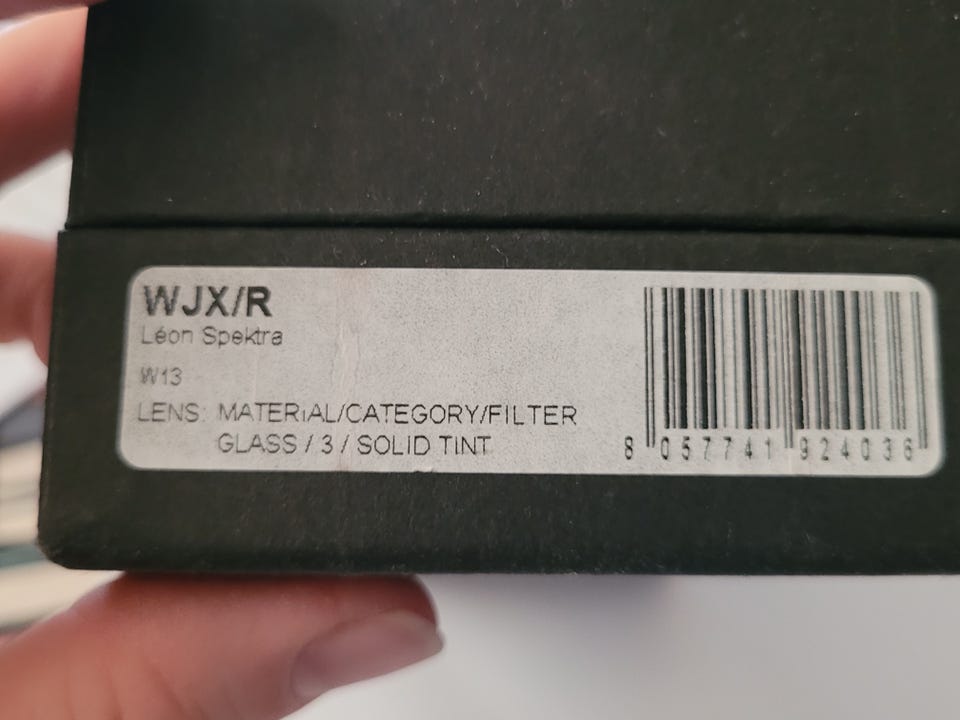 WJX/R
Léon Spektra
W13
LENS: MATERIAL/CATEGORY/FILTER
GLASS / 3 / SOLID TINT
8 057741 924036